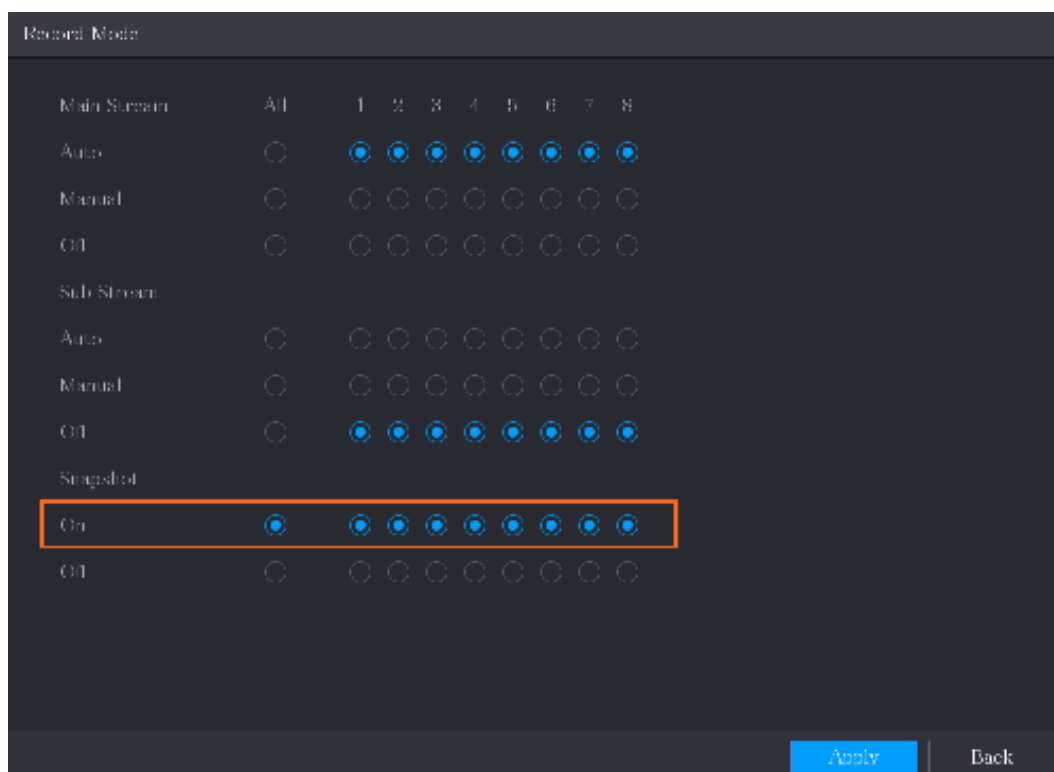 Record Mode
Main Stream All 1 2 3 4 5 6 7 8
Auto
Manual
Off
Sub Stream
Auto
Manual
Off
Snapshot
On
Off
Apply Back